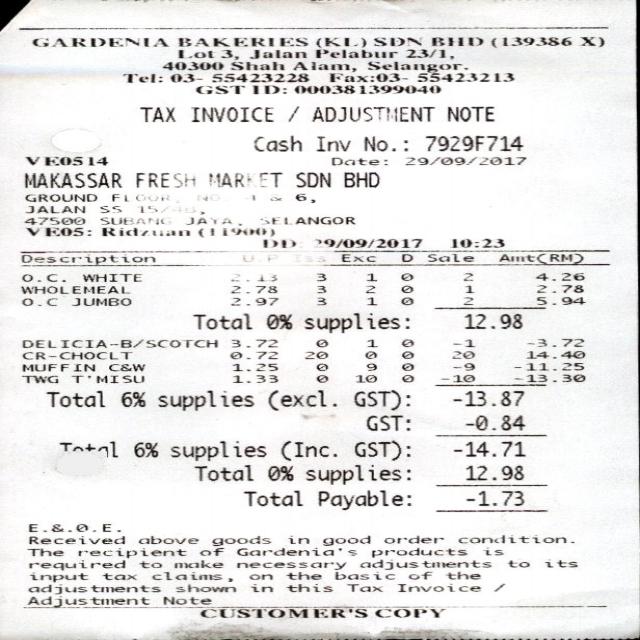 GARDENIA BAKERIES (KL) SDN BHD (139386 X)
Lot 3, Jalan Pelabur 23/1,
40300 Shah Alam, Selangor.
Tel: 03- 55423228 Fax:03- 55423213
GST ID: 000381399040
TAX INVOICE / ADJUSTMENT NOTE
Cash Inv No.: 7929F714
VE0514 Date: 29/09/2017
MAKASSAR FRESH MARKET SDN BHD
GROUND FLOOR, NO. 4 & 6,
JALAN SS 15/4B,
47500 SUBANG JAYA, SELANGOR
VE05: Ridzuan (11900)
DD: 29/09/2017 10:23
Description U.P Iss Exc D Sale Amt(RM)
O.C. WHITE 2.13 3 1 0 2 4.26
WHOLEMEAL 2.78 3 2 0 1 2.78
O.C JUMBO 2.97 3 1 0 2 5.94
Total 0% supplies: 12.98
DELICIA-B/SCOTCH 3.72 0 1 0 -1 -3.72
CR-CHOCLT 0.72 20 0 0 20 14.40
MUFFIN C&W 1.25 0 9 0 -9 -11.25
TWG T'MISU 1.33 0 10 0 -10 -13.30
Total 6% supplies (excl. GST): -13.87
GST: -0.84
Total 6% supplies (Inc. GST): -14.71
Total 0% supplies: 12.98
Total Payable: -1.73
E.&.O.E.
Received above goods in good order condition.
The recipient of Gardenia's products is
required to make necessary adjustments to its
input tax claims, on the basic of the
adjustments shown in this Tax Invoice /
Adjustment Note
CUSTOMER'S COPY